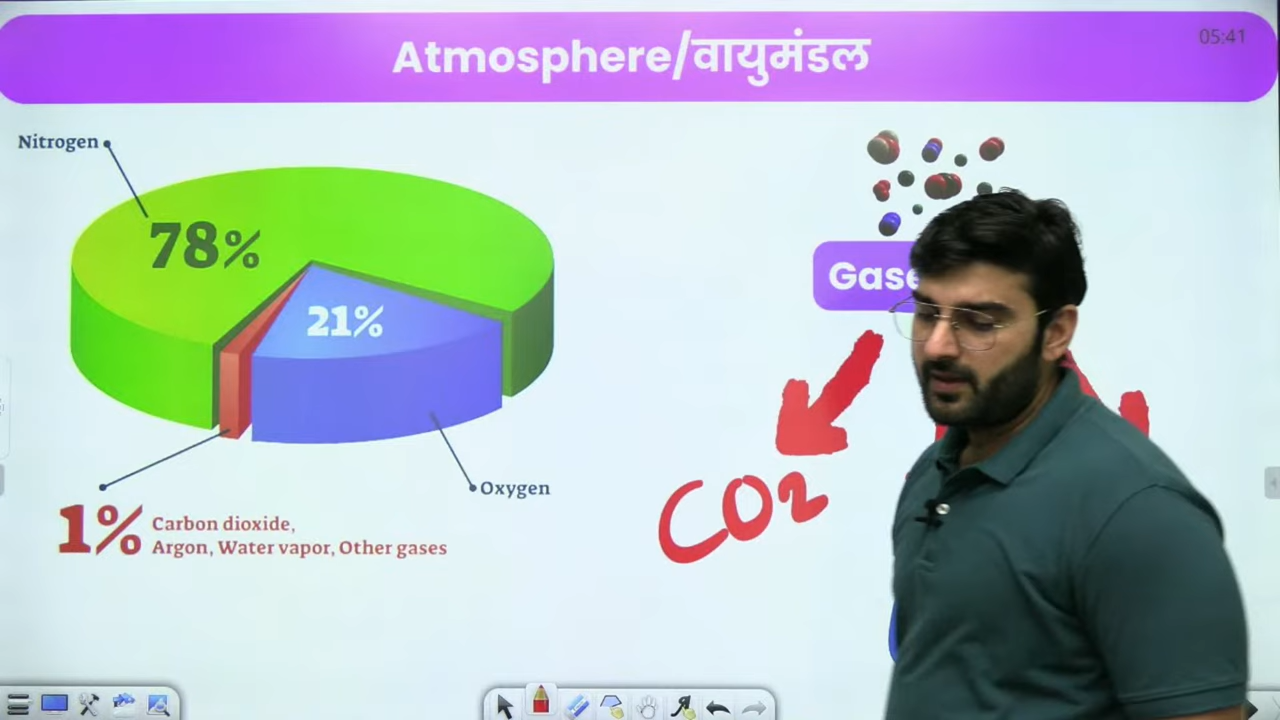 Atmosphere/वायुमंडल
05:41
Nitrogen
78%
21%
Oxygen
1% Carbon dioxide,
Argon, Water vapor, Other gases
CO2